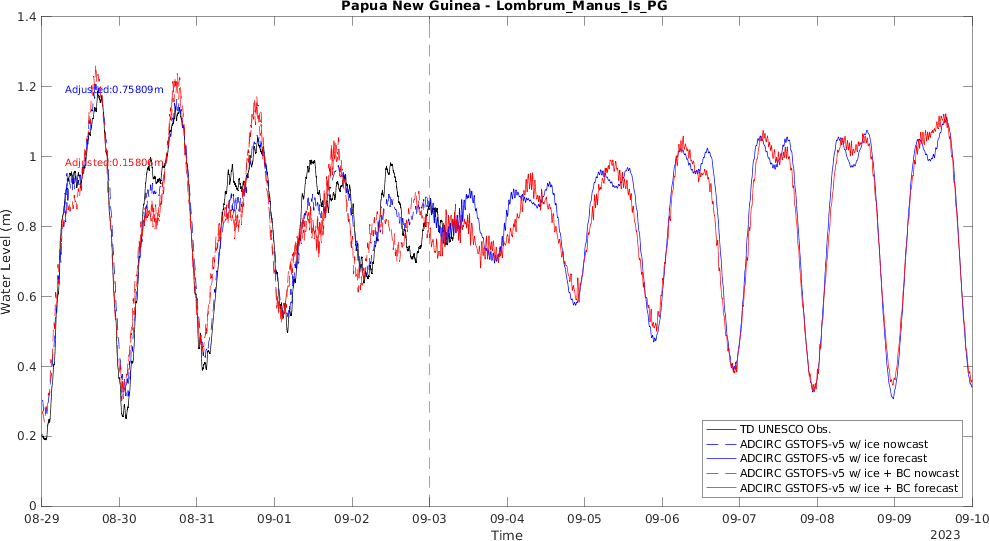 Papua New Guinea - Lombrum_Manus_Is_PG
1.4
1.2
1
0.8
0.6
0.4
0.2
0
Water Level (m)
Adjusted:0.75809m
Adjusted:0.15806m
TD UNESCO Obs.
ADCIRC GSTOFS-v5 w/ ice nowcast
ADCIRC GSTOFS-v5 w/ ice forecast
ADCIRC GSTOFS-v5 w/ ice + BC nowcast
ADCIRC GSTOFS-v5 w/ ice + BC forecast
08-29 08-30 08-31 09-01 09-02 09-03 09-04 09-05 09-06 09-07 09-08 09-09 09-10
Time
2023